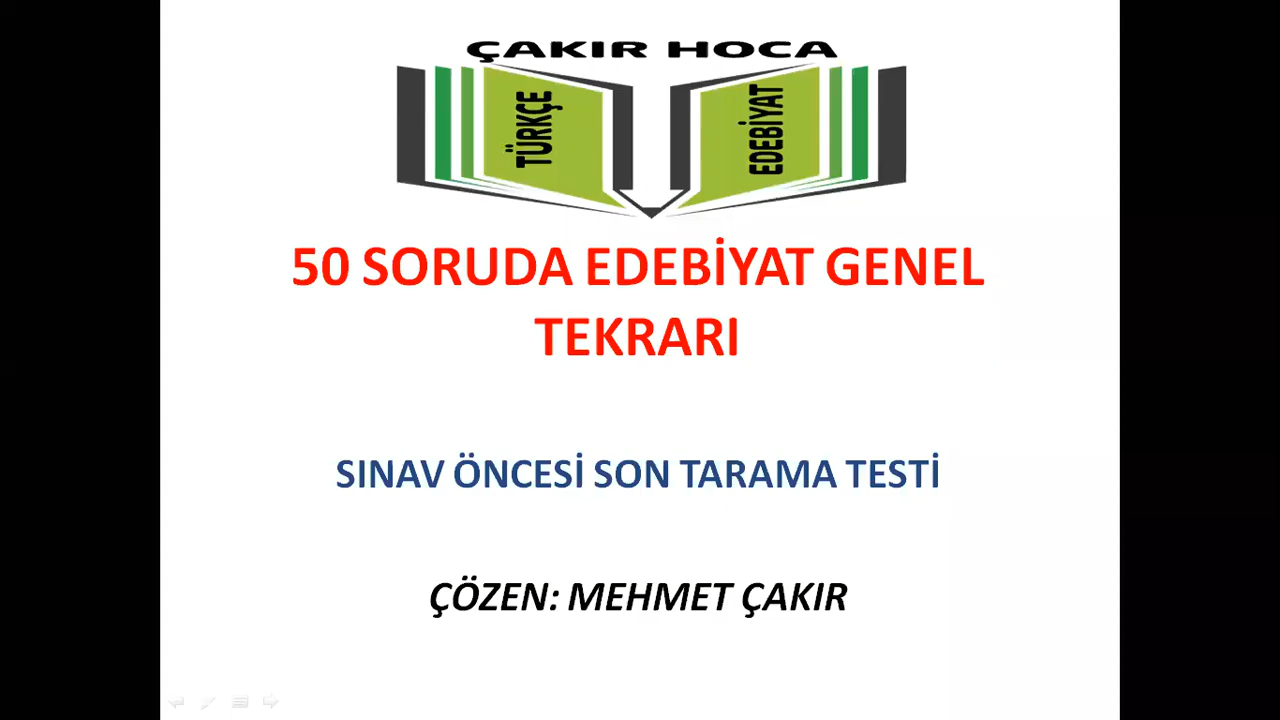 ÇAKIR HOCA
TÜRKÇE
EDEBİYAT
50 SORUDA EDEBİYAT GENEL
TEKRARI
SINAV ÖNCESİ SON TARAMA TESTİ
ÇÖZEN: MEHMET ÇAKIR